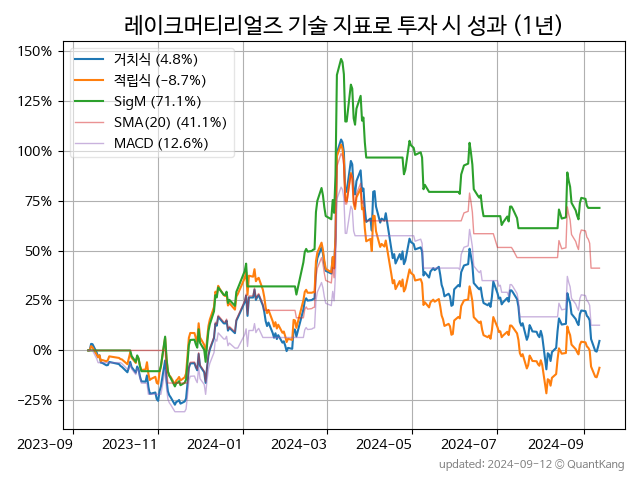 레이크머티리얼즈 기술 지표로 투자 시 성과 (1년)
150%
125%
100%
75%
50%
25%
0%
−25%
거치식 (4.8%)
적립식 (−8.7%)
SigM (71.1%)
SMA(20) (41.1%)
MACD (12.6%)
2023-09
2023-11
2024-01
2024-03
2024-05
2024-07
2024-09
updated: 2024-09-12 © QuantKang